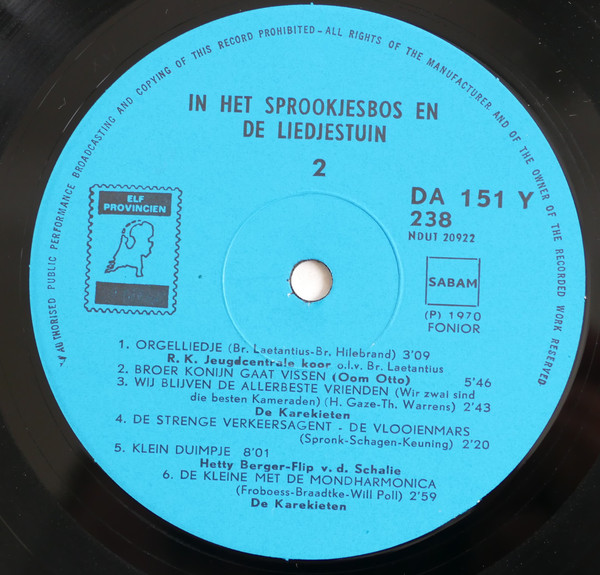 UNAUTHORISED PUBLIC PERFORMANCE BROADCASTING AND COPYING OF THIS RECORD PROHIBITED – ALL RIGHTS OF THE MANUFACTURER AND OF THE OWNER OF THE RECORDED WORK RESERVED
IN HET SPROOKJESBOS EN
DE LIEDJESTUIN
2
ELF
PROVINCIEN
DA 151 Y
238
NDUT 20922
SABAM
(P) 1970
FONIOR
1. ORGELLIEDJE (Br. Laetantius-Br. Hilebrand) 3'09
R. K. Jeugdcentrale koor o.l.v. Br. Laetantius
2. BROER KONIJN GAAT VISSEN (Oom Otto) 5'46
3. WIJ BLIJVEN DE ALLERBESTE VRIENDEN (Wir zwai sind
die besten Kameraden) (H. Gaze-Th. Warrens) 2'43
De Karekieten
4. DE STRENGE VERKEERSAGENT - DE VLOOIENMARS
(Spronk-Schagen-Keuning) 2'20
5. KLEIN DUIMPJE 8'01
Hetty Berger-Flip v. d. Schalie
6. DE KLEINE MET DE MONDHARMONICA
(Froboess-Braadtke-Will Poll) 2'59
De Karekieten